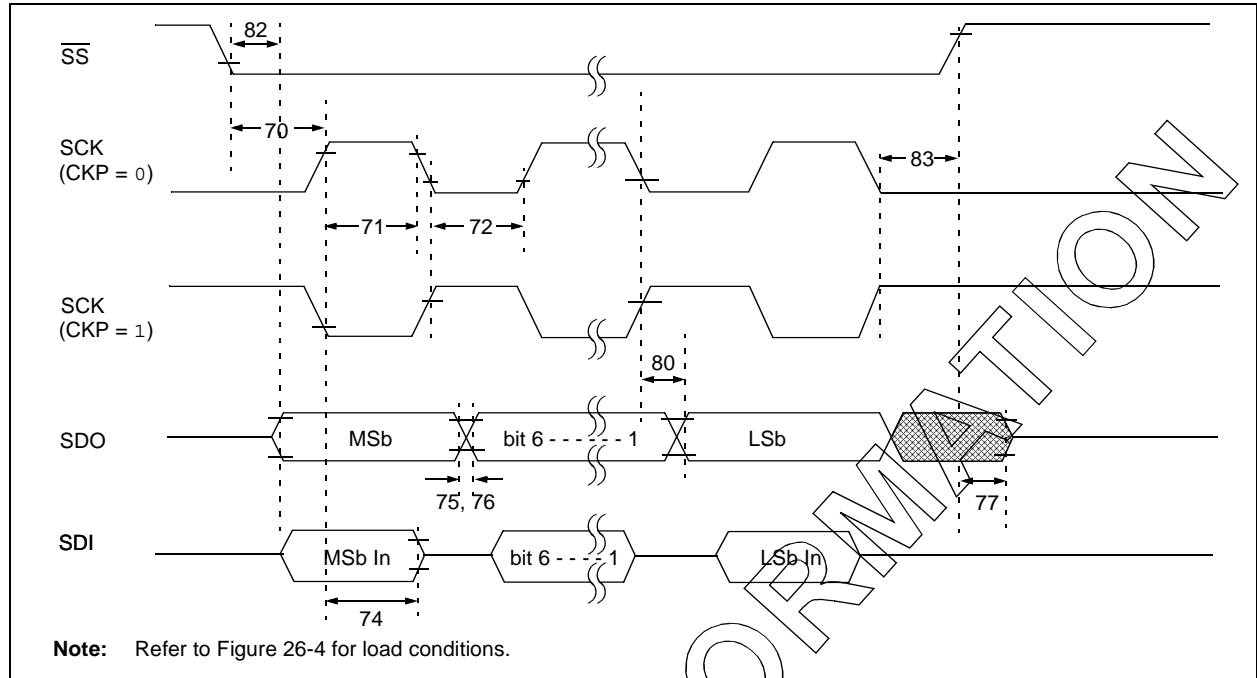 82
SS
70
SCK
(CKP = 0)
83
71
72
SCK
(CKP = 1)
80
SDO
MSb
bit 6 - - - - - - 1
LSb
75, 76
77
SDI
MSb In
bit 6 - - - - 1
LSb In
74
Note: Refer to Figure 26-4 for load conditions.
ORMATION